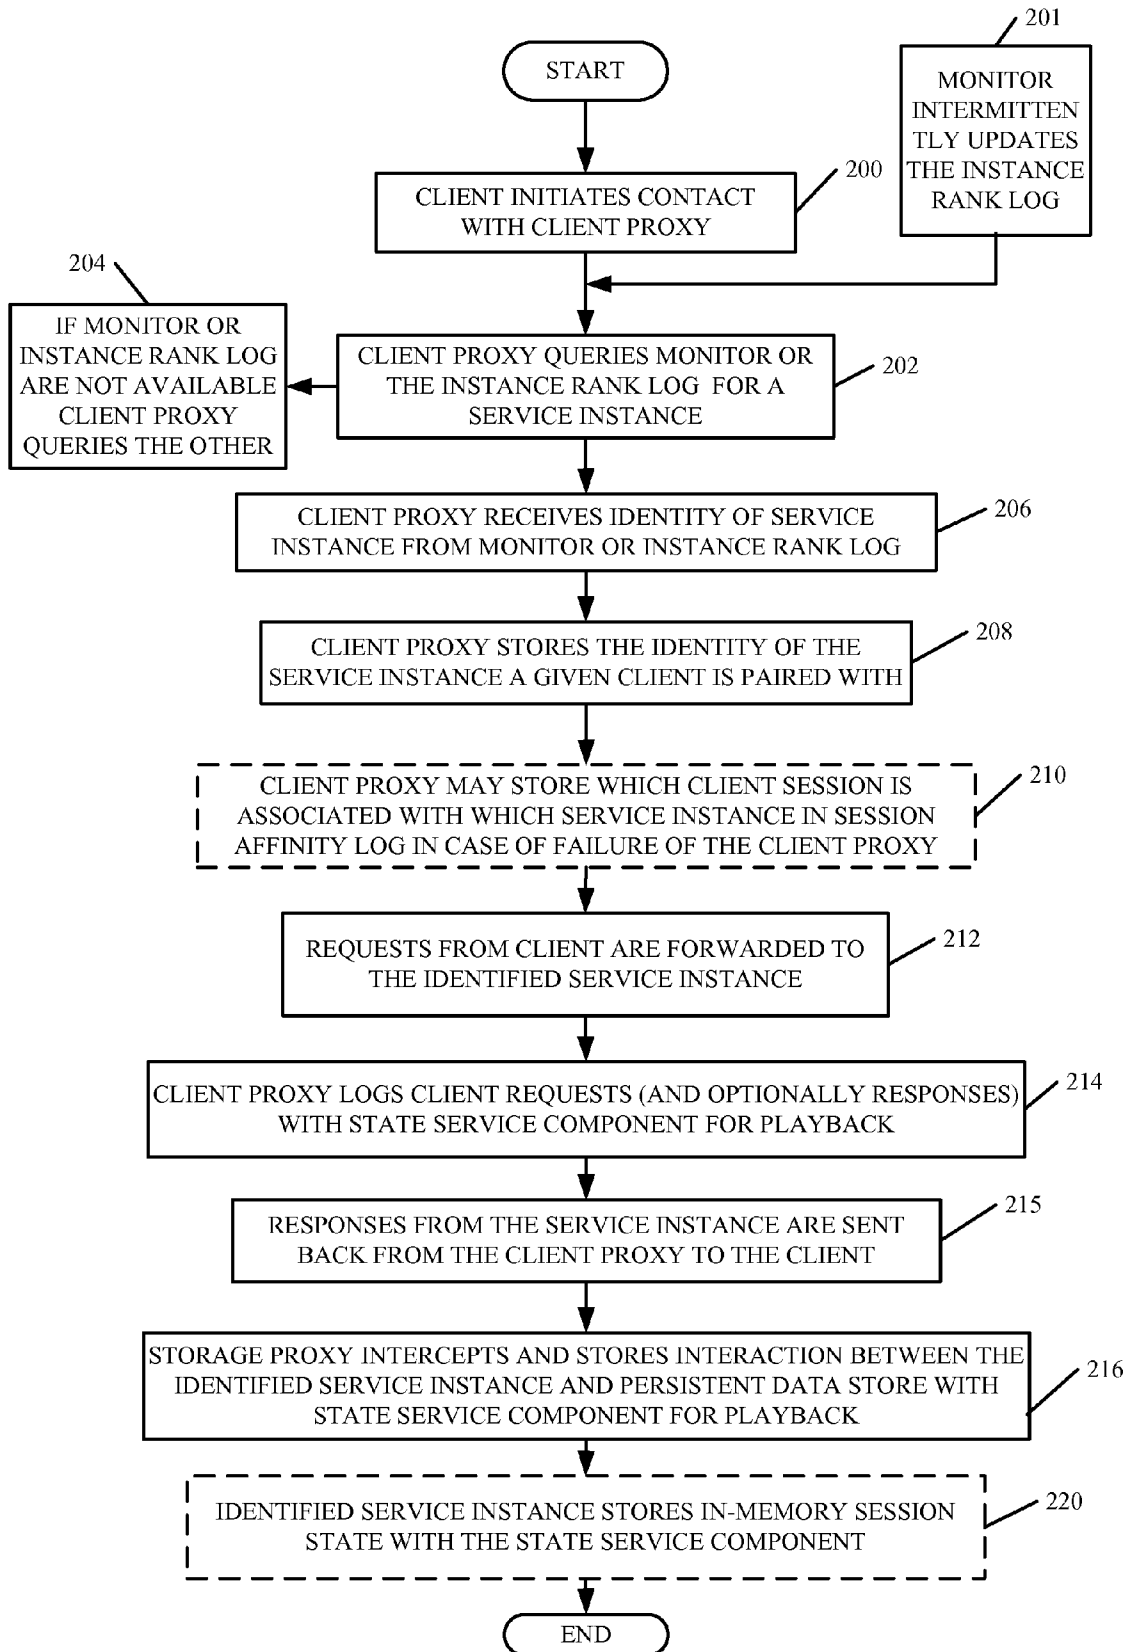 201
START
MONITOR
INTERMITTEN
TLY UPDATES
THE INSTANCE
RANK LOG
200
CLIENT INITIATES CONTACT
WITH CLIENT PROXY
204
IF MONITOR OR
INSTANCE RANK LOG
ARE NOT AVAILABLE
CLIENT PROXY
QUERIES THE OTHER
CLIENT PROXY QUERIES MONITOR OR
THE INSTANCE RANK LOG FOR A
SERVICE INSTANCE
202
CLIENT PROXY RECEIVES IDENTITY OF SERVICE
INSTANCE FROM MONITOR OR INSTANCE RANK LOG
206
CLIENT PROXY STORES THE IDENTITY OF THE
SERVICE INSTANCE A GIVEN CLIENT IS PAIRED WITH
208
CLIENT PROXY MAY STORE WHICH CLIENT SESSION IS
ASSOCIATED WITH WHICH SERVICE INSTANCE IN SESSION
AFFINITY LOG IN CASE OF FAILURE OF THE CLIENT PROXY
210
REQUESTS FROM CLIENT ARE FORWARDED TO
THE IDENTIFIED SERVICE INSTANCE
212
CLIENT PROXY LOGS CLIENT REQUESTS (AND OPTIONALLY RESPONSES)
WITH STATE SERVICE COMPONENT FOR PLAYBACK
214
RESPONSES FROM THE SERVICE INSTANCE ARE SENT
BACK FROM THE CLIENT PROXY TO THE CLIENT
215
STORAGE PROXY INTERCEPTS AND STORES INTERACTION BETWEEN THE
IDENTIFIED SERVICE INSTANCE AND PERSISTENT DATA STORE WITH
STATE SERVICE COMPONENT FOR PLAYBACK
216
IDENTIFIED SERVICE INSTANCE STORES IN-MEMORY SESSION
STATE WITH THE STATE SERVICE COMPONENT
220
END